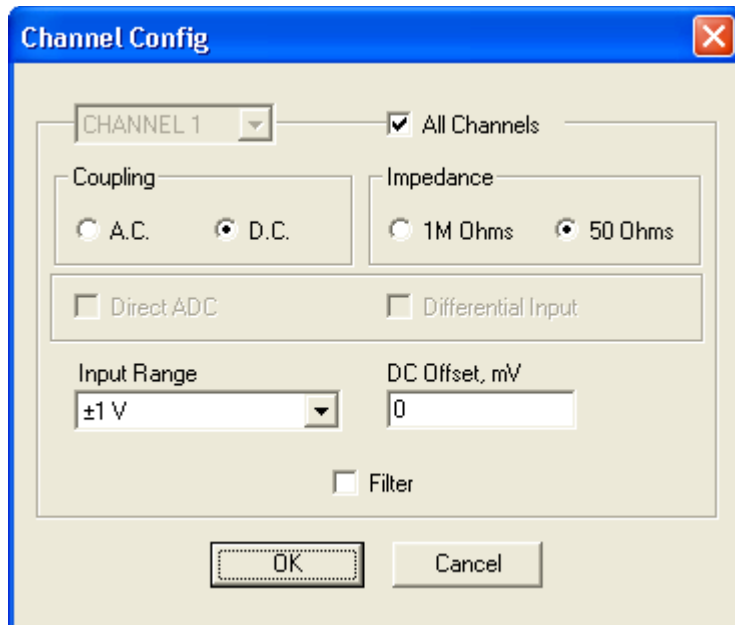 Channel Config
CHANNEL 1
All Channels
Coupling
Impedance
A.C.
D.C.
1M Ohms
50 Ohms
Direct ADC
Differential Input
Input Range
DC Offset, mV
±1 V
0
Filter
OK
Cancel